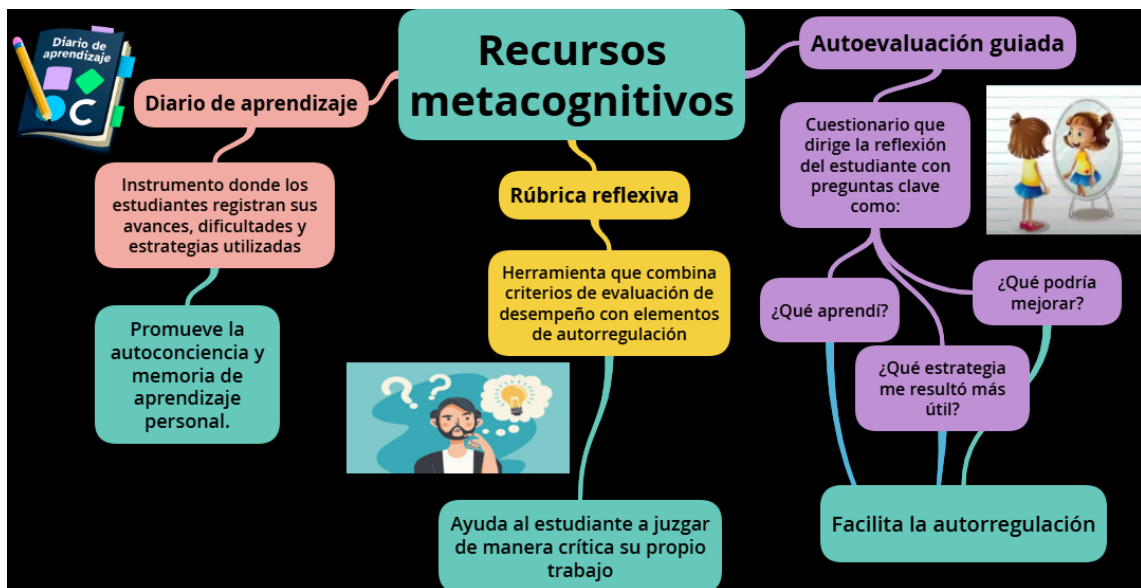 Recursos
metacognitivos
Diario de
aprendizaje
C
Diario de aprendizaje
Instrumento donde los
estudiantes registran sus
avances, dificultades y
estrategias utilizadas
Promueve la
autoconciencia y
memoria de
aprendizaje
personal.
Rúbrica reflexiva
Herramienta que combina
criterios de evaluación de
desempeño con elementos
de autorregulación
? ?
Ayuda al estudiante a juzgar
de manera crítica su propio
trabajo
Autoevaluación guiada
Cuestionario que
dirige la reflexión
del estudiante con
preguntas clave
como:
¿Qué aprendí?
¿Qué estrategia
me resultó más
útil?
¿Qué podría
mejorar?
Facilita la autorregulación